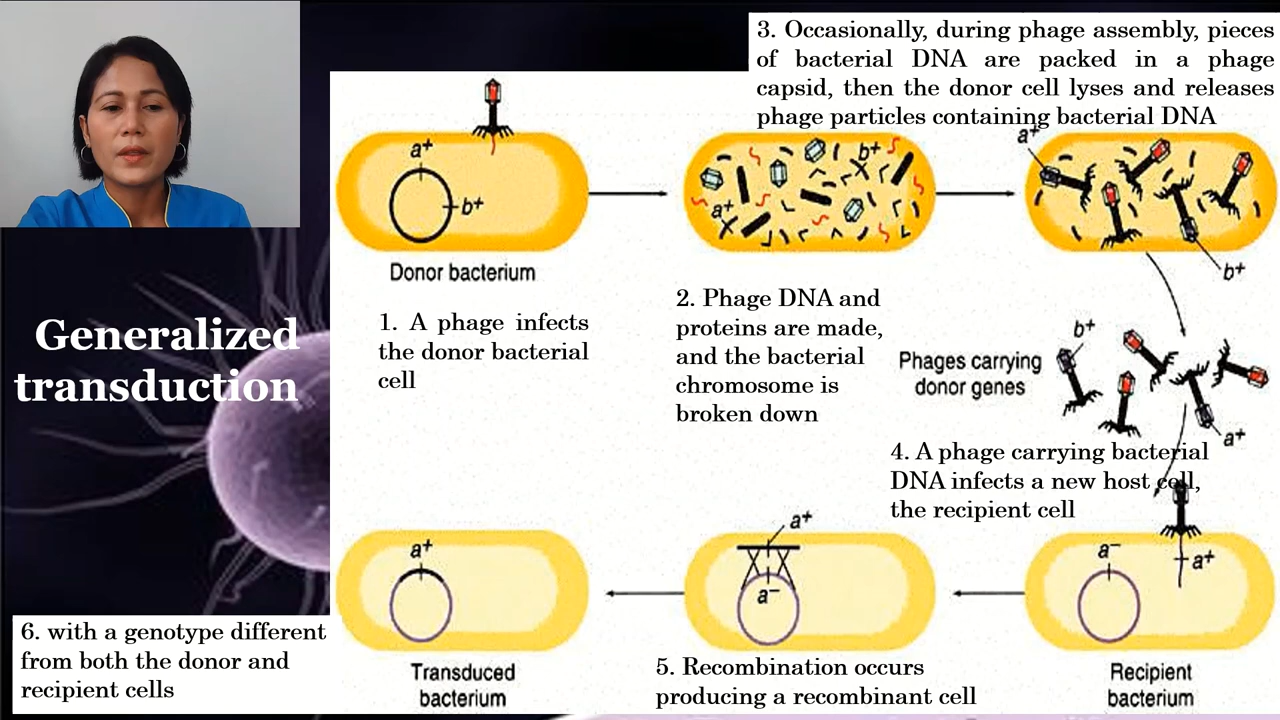 Generalized
transduction
a+
b+
Donor bacterium
1. A phage infects
the donor bacterial
cell
b+
a+
2. Phage DNA and
proteins are made,
and the bacterial
chromosome is
broken down
3. Occasionally, during phage assembly, pieces
of bacterial DNA are packed in a phage
capsid, then the donor cell lyses and releases
phage particles containing bacterial DNA
a+
b+
Phages carrying
donor genes
b+
a+
4. A phage carrying bacterial
DNA infects a new host cell,
the recipient cell
a−
a+
Recipient
bacterium
a+
a−
5. Recombination occurs
producing a recombinant cell
a+
Transduced
bacterium
6. with a genotype different
from both the donor and
recipient cells